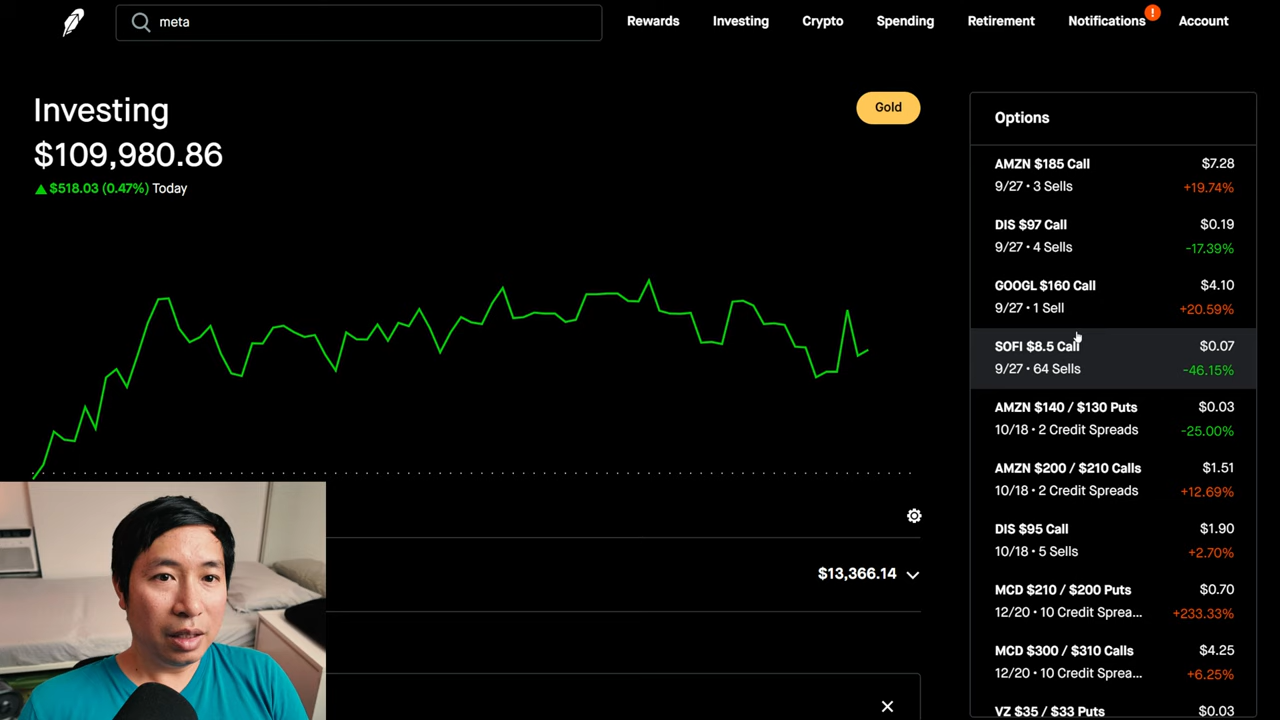 meta
Rewards
Investing
Crypto
Spending
Retirement
Notifications
!
Account
Investing
$109,980.86
$518.03 (0.47%) Today
Gold
$13,366.14
Options
AMZN $185 Call $7.28
9/27 • 3 Sells +19.74%
DIS $97 Call $0.19
9/27 • 4 Sells -17.39%
GOOGL $160 Call $4.10
9/27 • 1 Sell +20.59%
SOFI $8.5 Call $0.07
9/27 • 64 Sells -46.15%
AMZN $140 / $130 Puts $0.03
10/18 • 2 Credit Spreads -25.00%
AMZN $200 / $210 Calls $1.51
10/18 • 2 Credit Spreads +12.69%
DIS $95 Call $1.90
10/18 • 5 Sells +2.70%
MCD $210 / $200 Puts $0.70
12/20 • 10 Credit Sprea... +233.33%
MCD $300 / $310 Calls $4.25
12/20 • 10 Credit Sprea... +6.25%
VZ $35 / $33 Puts $0.03